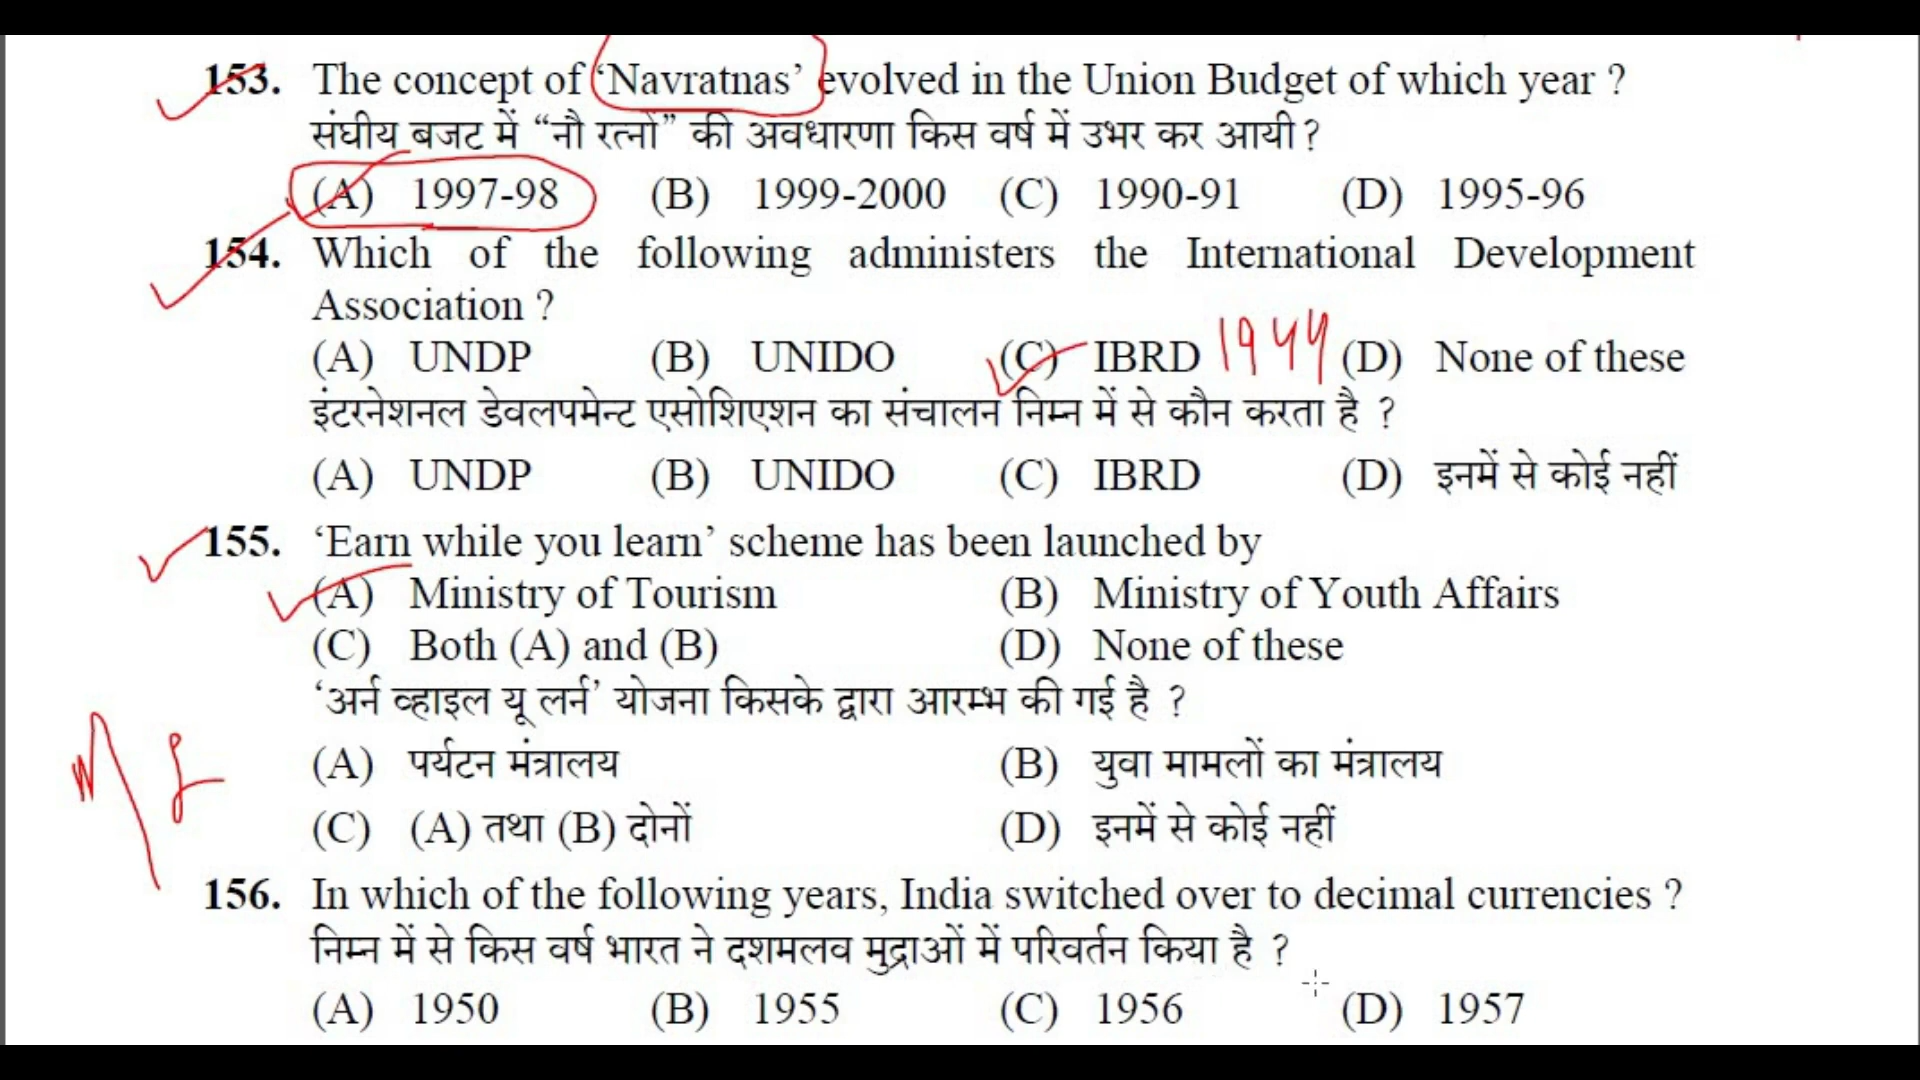 153. The concept of ‘Navratnas’ evolved in the Union Budget of which year ?
संघीय बजट में “नौ रत्नों” की अवधारणा किस वर्ष में उभर कर आयी ?
(A) 1997-98 (B) 1999-2000 (C) 1990-91 (D) 1995-96
154. Which of the following administers the International Development
Association ?
(A) UNDP (B) UNIDO (C) IBRD 1944 (D) None of these
इंटरनेशनल डेवलपमेन्ट एसोशिएशन का संचालन निम्न में से कौन करता है ?
(A) UNDP (B) UNIDO (C) IBRD (D) इनमें से कोई नहीं
155. ‘Earn while you learn’ scheme has been launched by
(A) Ministry of Tourism (B) Ministry of Youth Affairs
(C) Both (A) and (B) (D) None of these
‘अर्न व्हाइल यू लर्न’ योजना किसके द्वारा आरम्भ की गई है ?
(A) पर्यटन मंत्रालय (B) युवा मामलों का मंत्रालय
(C) (A) तथा (B) दोनों (D) इनमें से कोई नहीं
156. In which of the following years, India switched over to decimal currencies ?
निम्न में से किस वर्ष भारत ने दशमलव मुद्राओं में परिवर्तन किया है ?
(A) 1950 (B) 1955 (C) 1956 (D) 1957